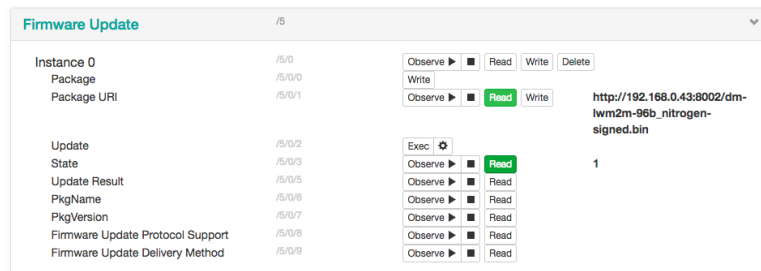 Firmware Update /5
Instance 0 /5/0 Observe Read Write Delete
Package /5/0/0 Write
Package URI /5/0/1 Observe Read Write http://192.168.0.43:8002/dm-
lwm2m-96b_nitrogen-
signed.bin
Update /5/0/2 Exec
State /5/0/3 Observe Read 1
Update Result /5/0/5 Observe Read
PkgName /5/0/6 Observe Read
PkgVersion /5/0/7 Observe Read
Firmware Update Protocol Support /5/0/8 Observe Read
Firmware Update Delivery Method /5/0/9 Observe Read